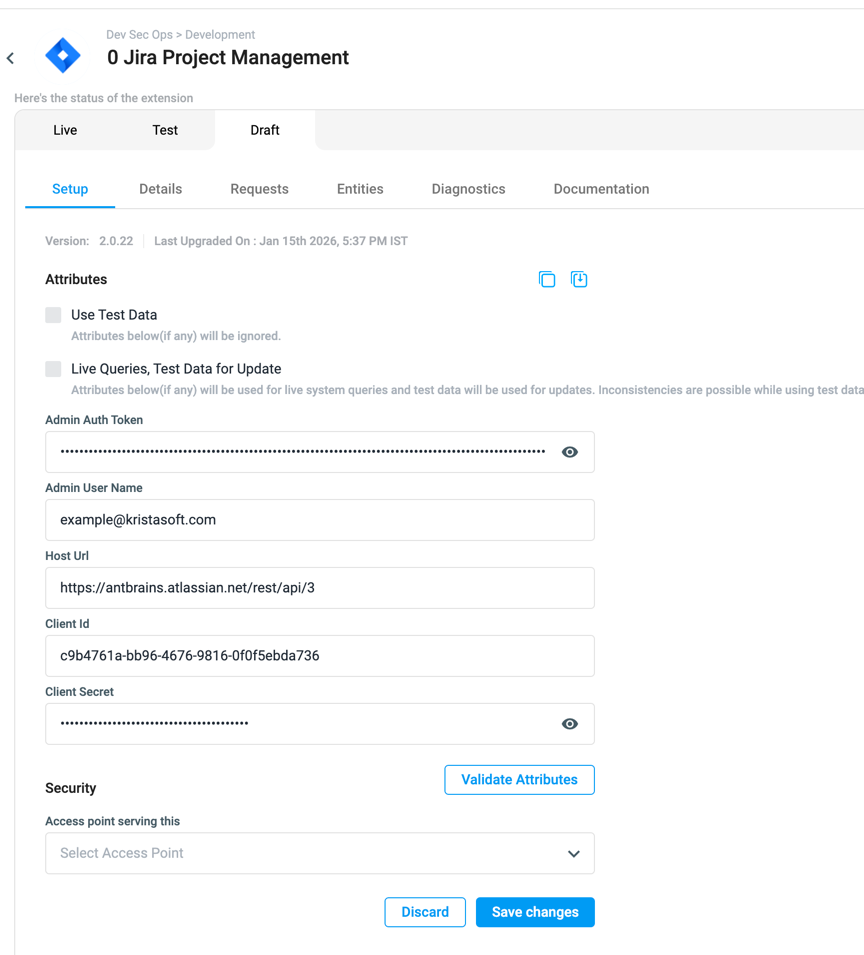 Dev Sec Ops > Development
0 Jira Project Management
Here's the status of the extension
Live Test Draft
Setup Details Requests Entities Diagnostics Documentation
Version: 2.0.22 Last Upgraded On : Jan 15th 2026, 5:37 PM IST
Attributes
Use Test Data
Attributes below(if any) will be ignored.
Live Queries, Test Data for Update
Attributes below(if any) will be used for live system queries and test data will be used for updates. Inconsistencies are possible while using test data
Admin Auth Token
Admin User Name
example@kristasoft.com
Host Url
https://antbrains.atlassian.net/rest/api/3
Client Id
c9b4761a-bb96-4676-9816-0f0f5ebda736
Client Secret
Security
Validate Attributes
Access point serving this
Select Access Point
Discard Save changes